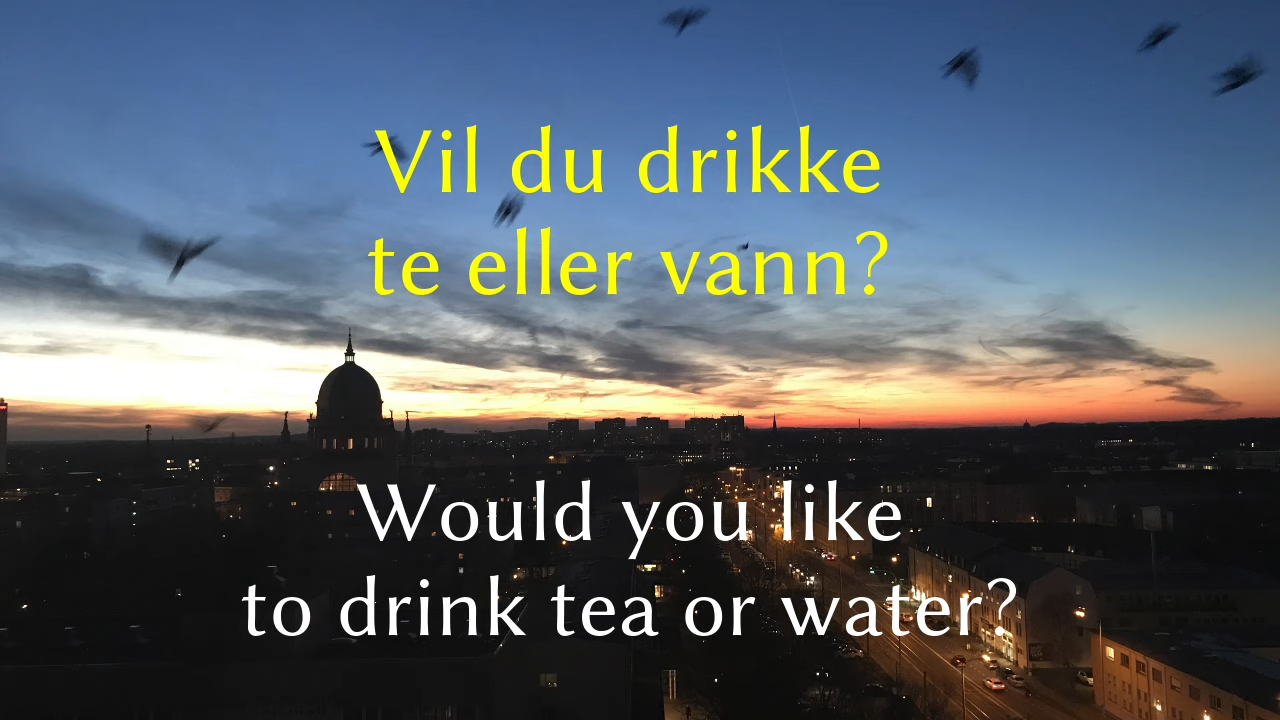 Vil du drikke
te eller vann?
Would you like
to drink tea or water?